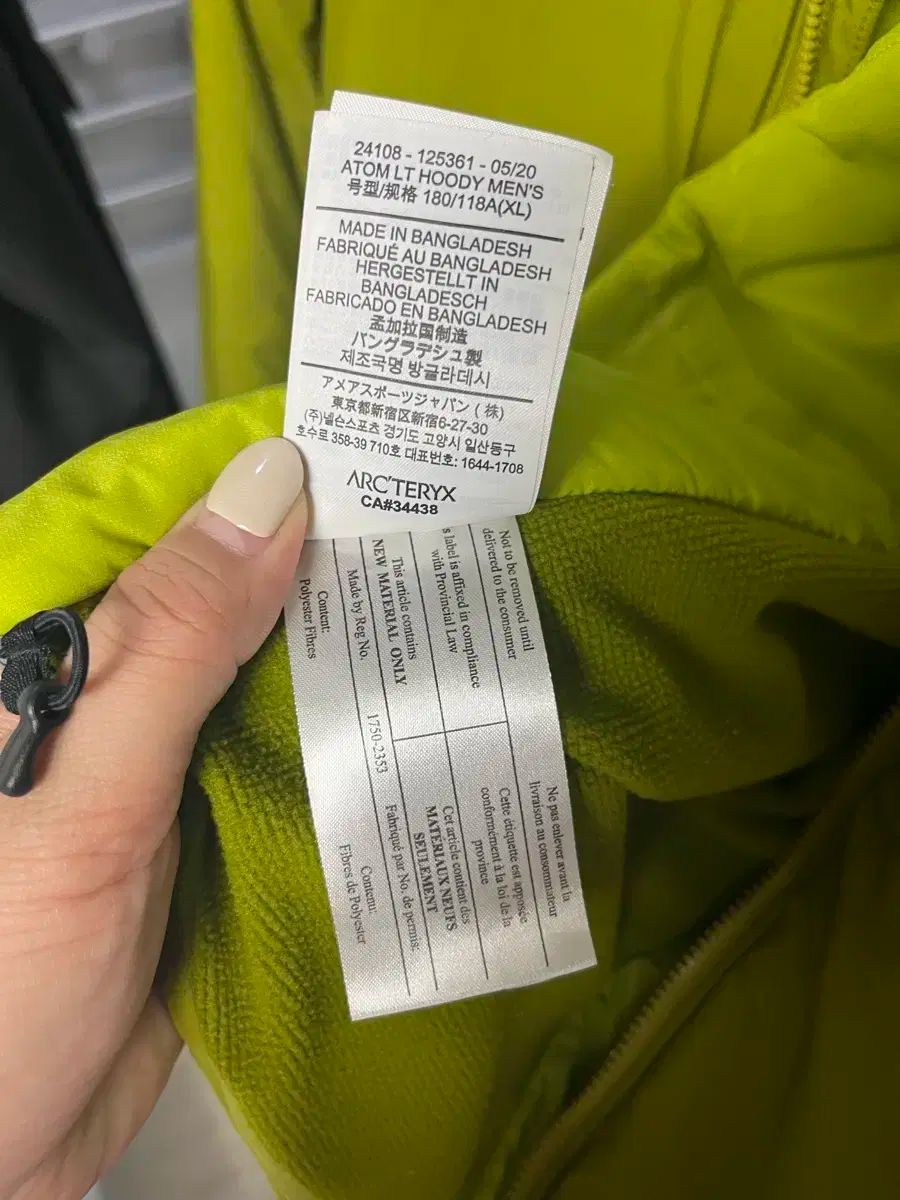 24108 - 125361 - 05/20
ATOM LT HOODY MEN'S
号型/规格 180/118A(XL)
MADE IN BANGLADESH
FABRIQUÉ AU BANGLADESH
HERGESTELLT IN
BANGLADESCH
FABRICADO EN BANGLADESH
孟加拉国制造
バングラデシュ製
제조국명 방글라데시
アメアスポーツジャパン (株)
東京都新宿区新宿6-27-30
(주)넬슨스포츠 경기도 고양시 일산동구
호수로 358-39 710호 대표번호: 1644-1708
ARC'TERYX
CA#34438
Not to be removed until
delivered to the consumer
s label is affixed in compliance
with Provincial Law
This article contains
NEW MATERIAL ONLY
Made by Reg No.
1750-2353
Content:
Polyester Fibres
Ne pas enlever avant la
livraison au consommateur
Cette étiquette est apposée
conformément à la loi de la
province
Cet article contient des
MATERIAUX NEUFS
SEULEMENT
Fabriqué par No. de permis:
Contenu:
Fibres de Polyester